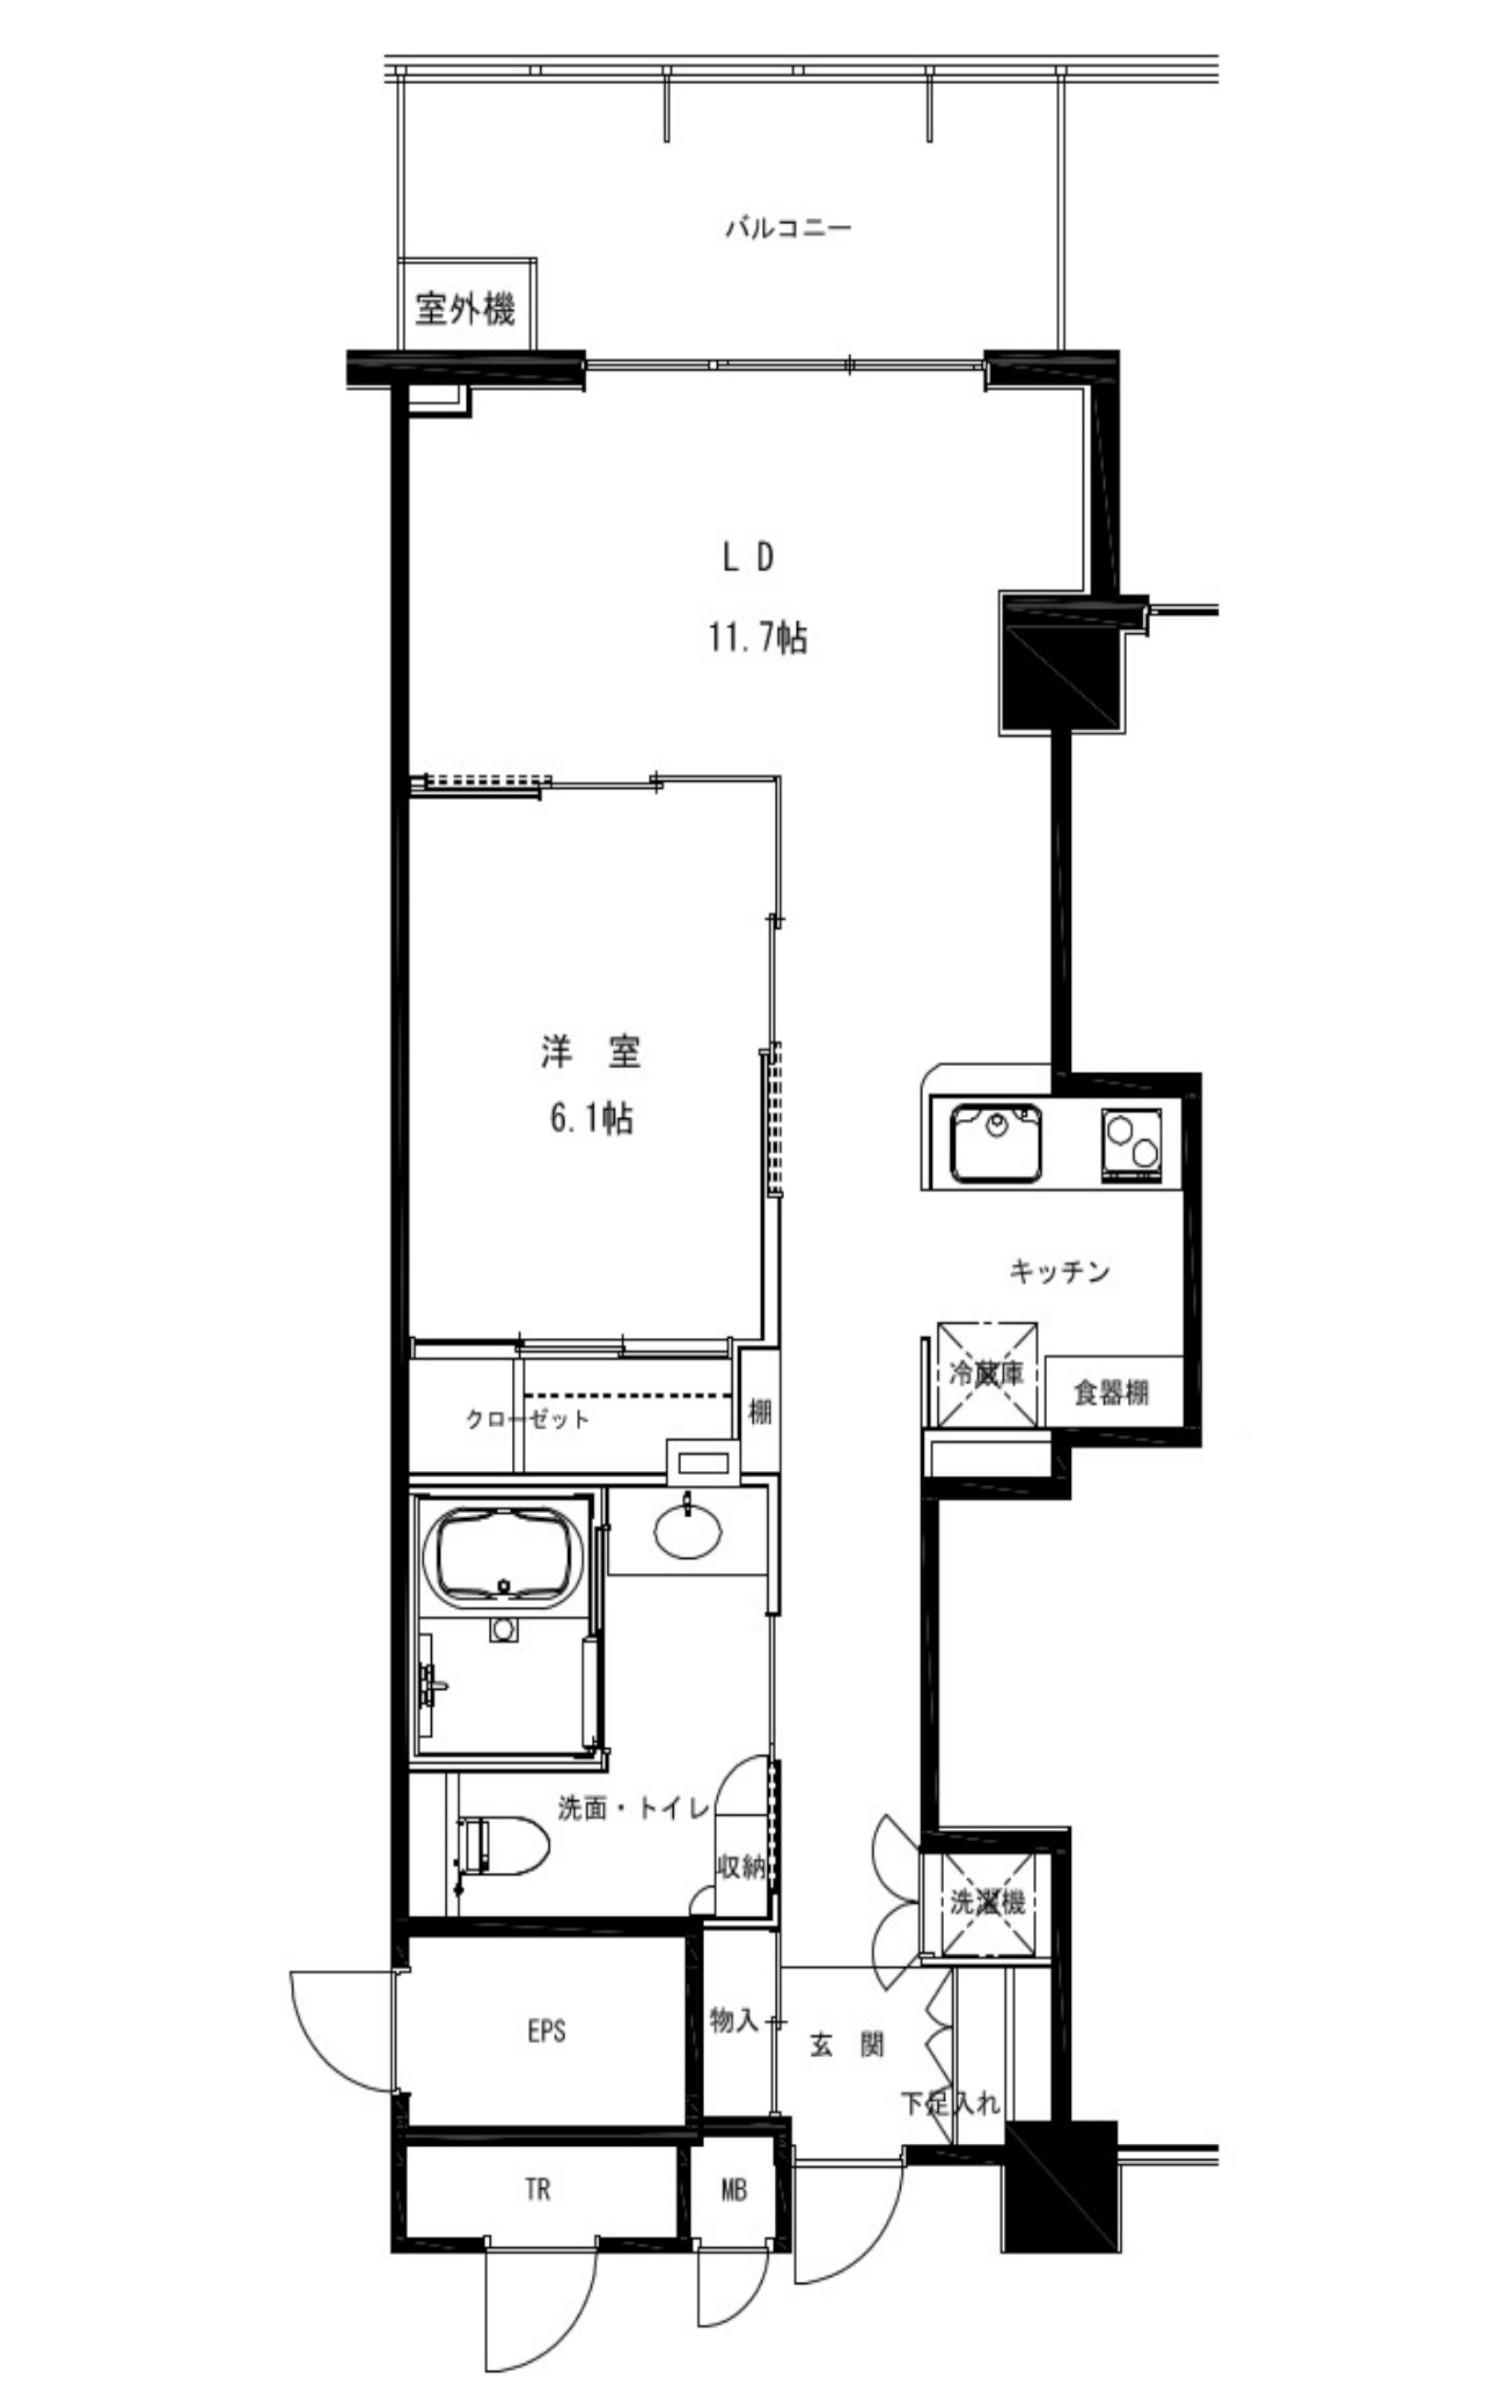 バルコニー
室外機
LD
11.7帖
洋 室
6.1帖
キッチン
冷蔵庫
食器棚
クローゼット
棚
洗面・トイレ
収納
洗濯機
EPS
物入
玄 関
下足入れ
TR
MB